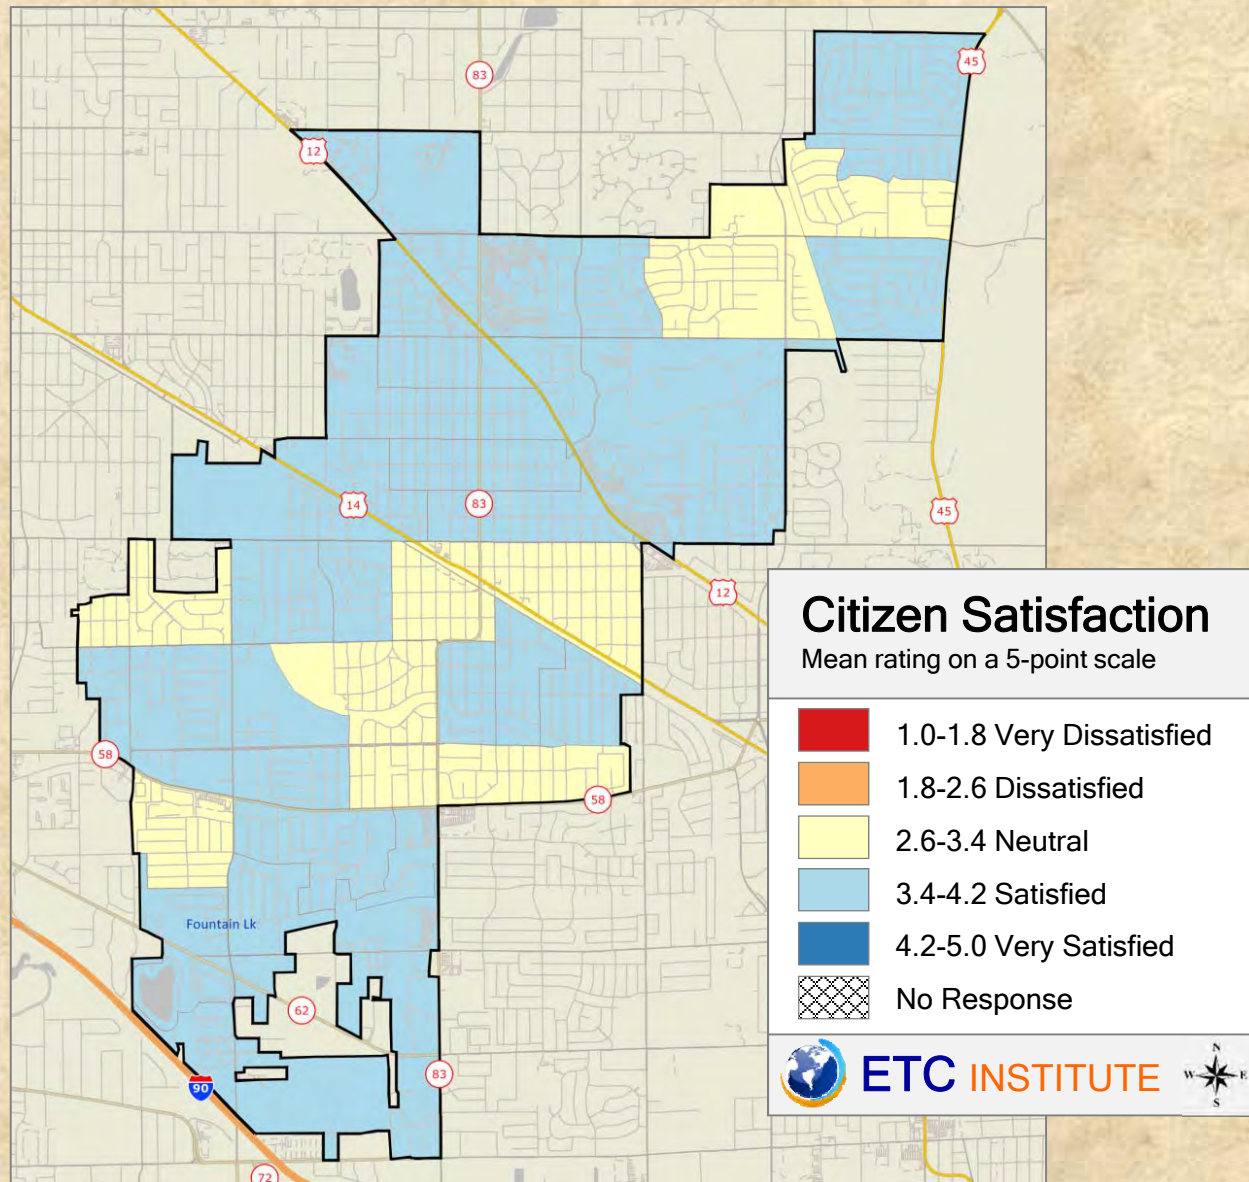 83
45
12
14
83
45
12
58
58
Fountain Lk
62
83
90
72
Citizen Satisfaction
Mean rating on a 5-point scale
1.0-1.8 Very Dissatisfied
1.8-2.6 Dissatisfied
2.6-3.4 Neutral
3.4-4.2 Satisfied
4.2-5.0 Very Satisfied
No Response
ETC INSTITUTE
N
W E
S